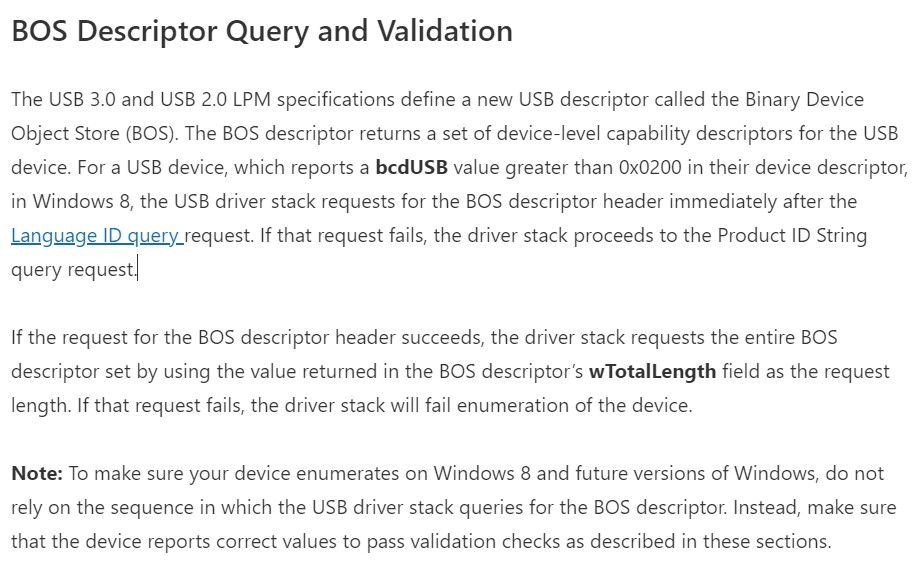 BOS Descriptor Query and Validation
The USB 3.0 and USB 2.0 LPM specifications define a new USB descriptor called the Binary Device
Object Store (BOS). The BOS descriptor returns a set of device-level capability descriptors for the USB
device. For a USB device, which reports a bcdUSB value greater than 0x0200 in their device descriptor,
in Windows 8, the USB driver stack requests for the BOS descriptor header immediately after the
Language ID query request. If that request fails, the driver stack proceeds to the Product ID String
query request.
If the request for the BOS descriptor header succeeds, the driver stack requests the entire BOS
descriptor set by using the value returned in the BOS descriptor’s wTotalLength field as the request
length. If that request fails, the driver stack will fail enumeration of the device.
Note: To make sure your device enumerates on Windows 8 and future versions of Windows, do not
rely on the sequence in which the USB driver stack queries for the BOS descriptor. Instead, make sure
that the device reports correct values to pass validation checks as described in these sections.